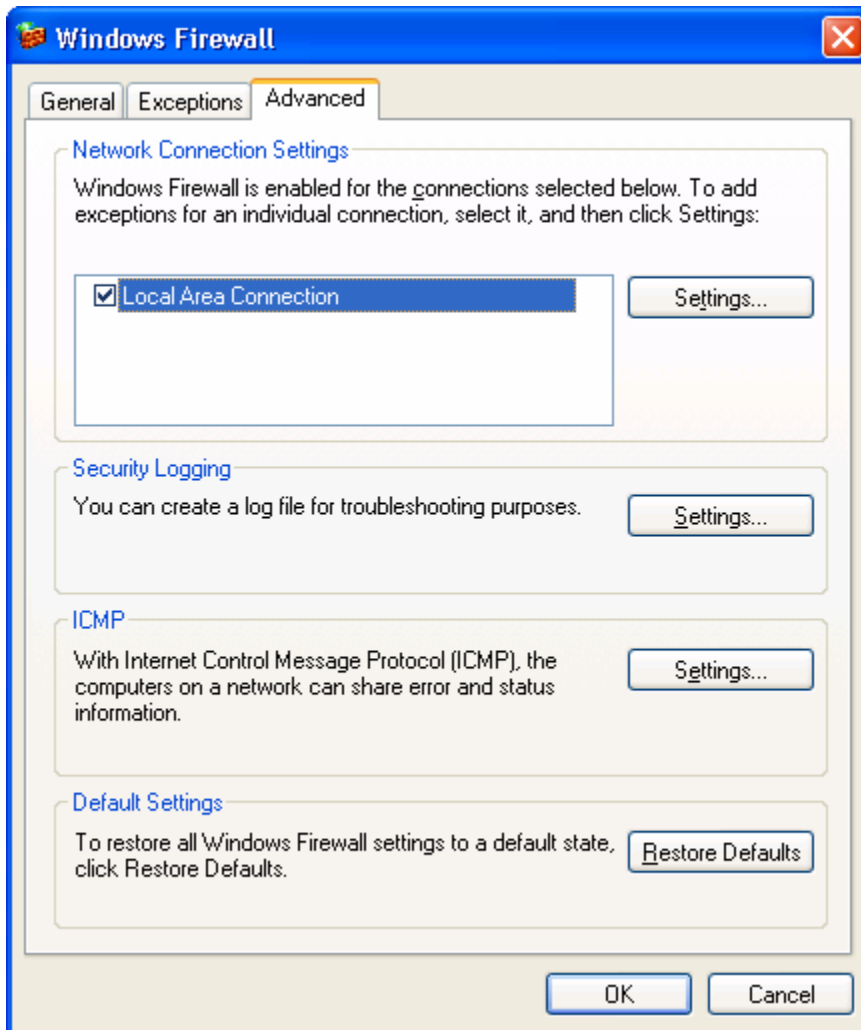 Windows Firewall
General Exceptions Advanced
Network Connection Settings
Windows Firewall is enabled for the connections selected below. To add
exceptions for an individual connection, select it, and then click Settings:
Local Area Connection
Settings...
Security Logging
You can create a log file for troubleshooting purposes.
Settings...
ICMP
With Internet Control Message Protocol (ICMP), the
computers on a network can share error and status
information.
Settings...
Default Settings
To restore all Windows Firewall settings to a default state,
click Restore Defaults.
Restore Defaults
OK Cancel